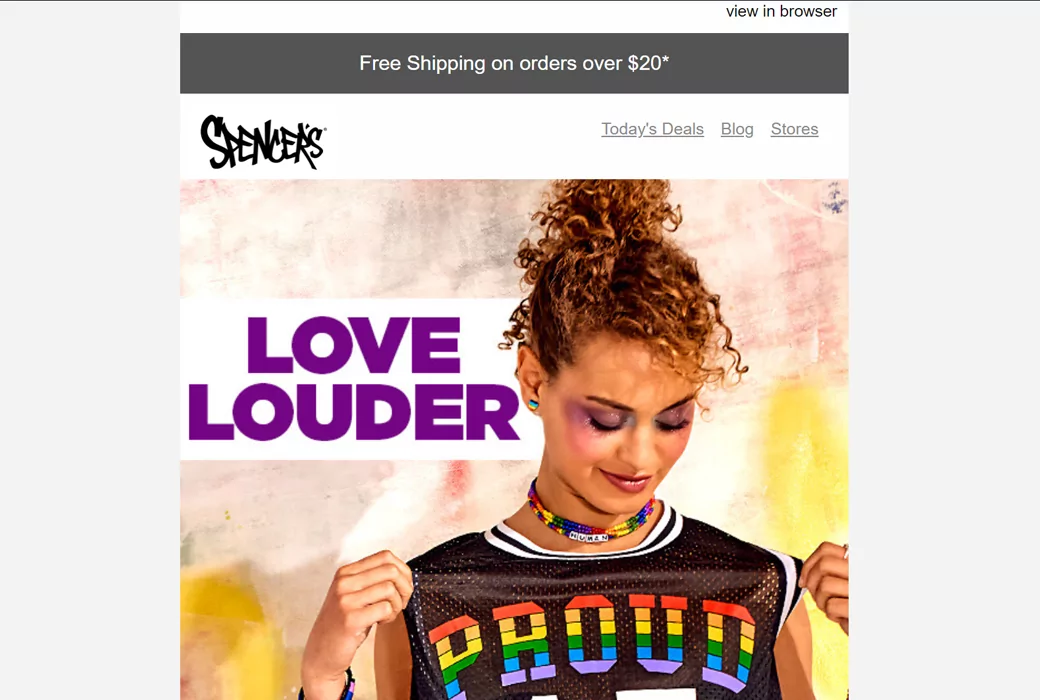 view in browser
Free Shipping on orders over $20*
SPENCER'S
Today's Deals Blog Stores
LOVE
LOUDER
HUMAN
PROUD